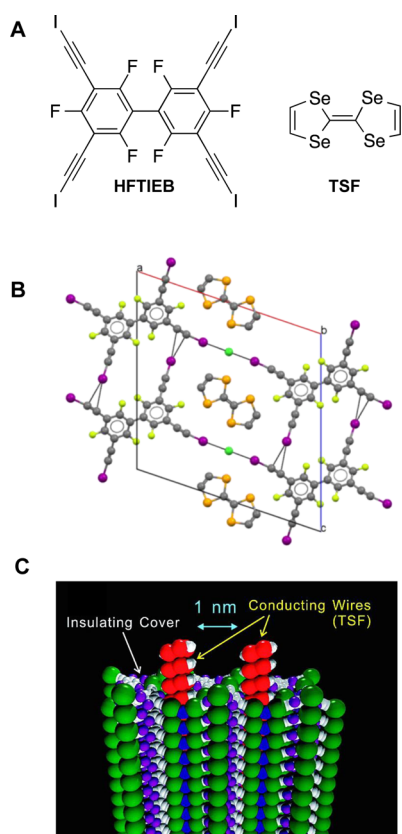 A
I I
F F F F
F F
I I
HFTIEB
Se Se
Se Se
TSF
B
a
b
c
C
1 nm
Conducting Wires
(TSF)
Insulating Cover